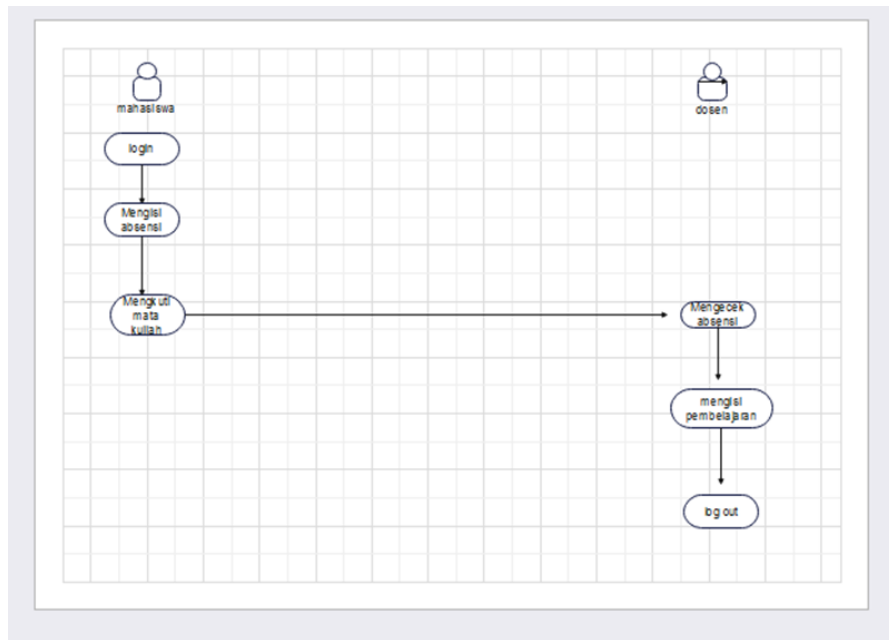 mahasiswa
dosen
login
Mengisi
absensi
Mengkuti
mata
kuliah
Mengecek
absensi
mengisi
pembelajaran
log out